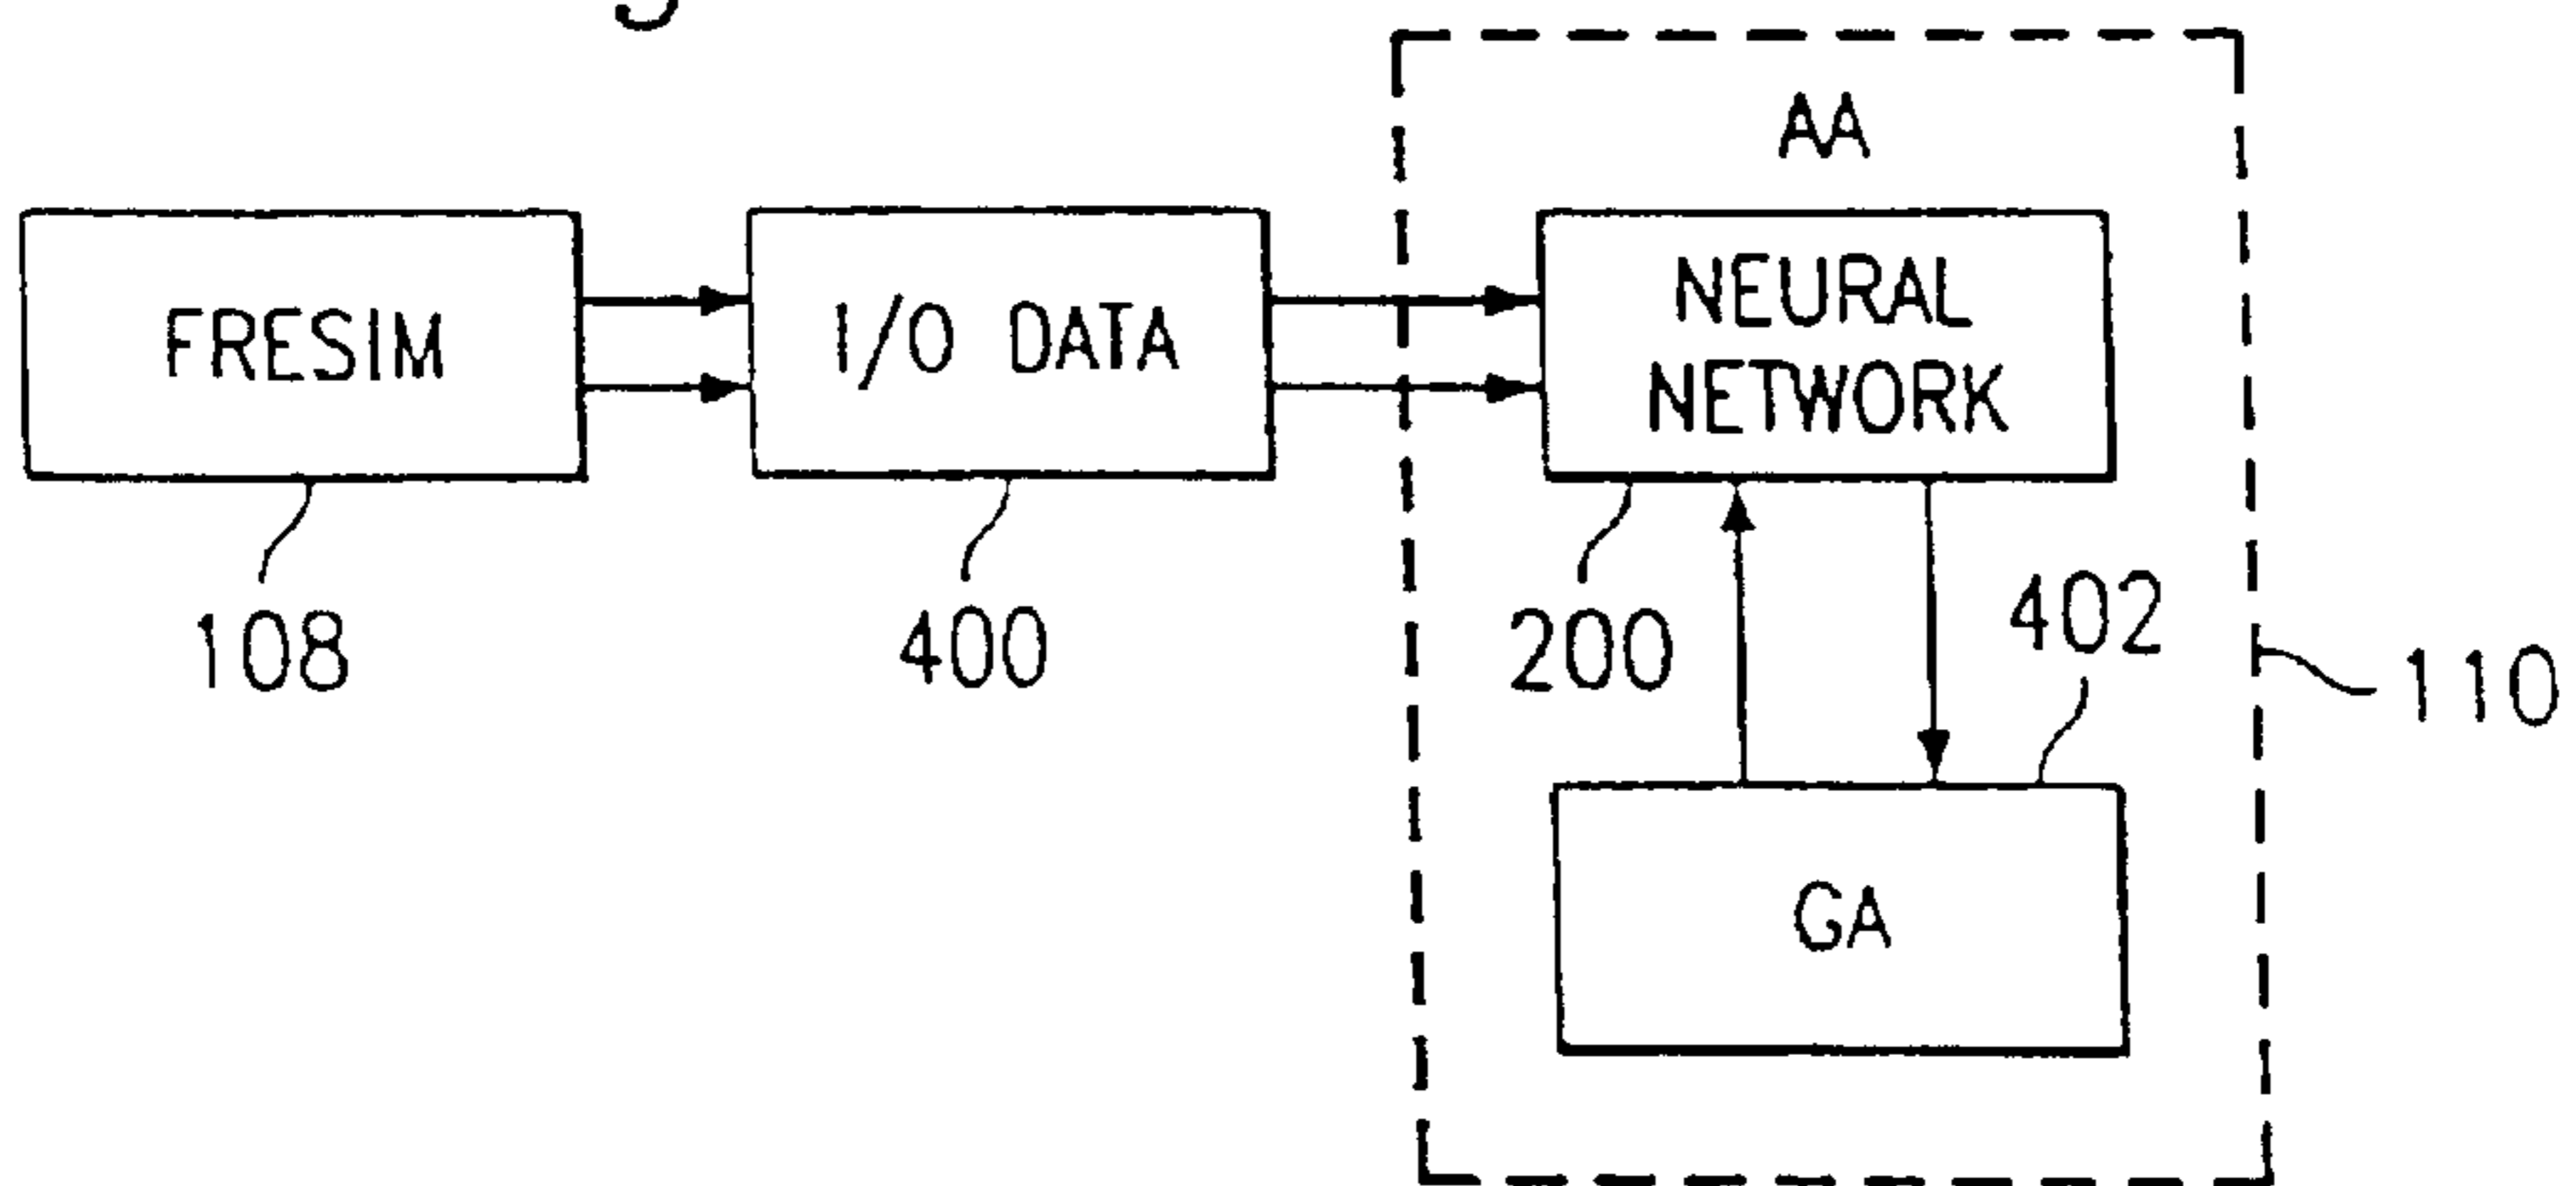 AA
FRESIM
I/O DATA
NEURAL
NETWORK
108
400
200
402
110
GA